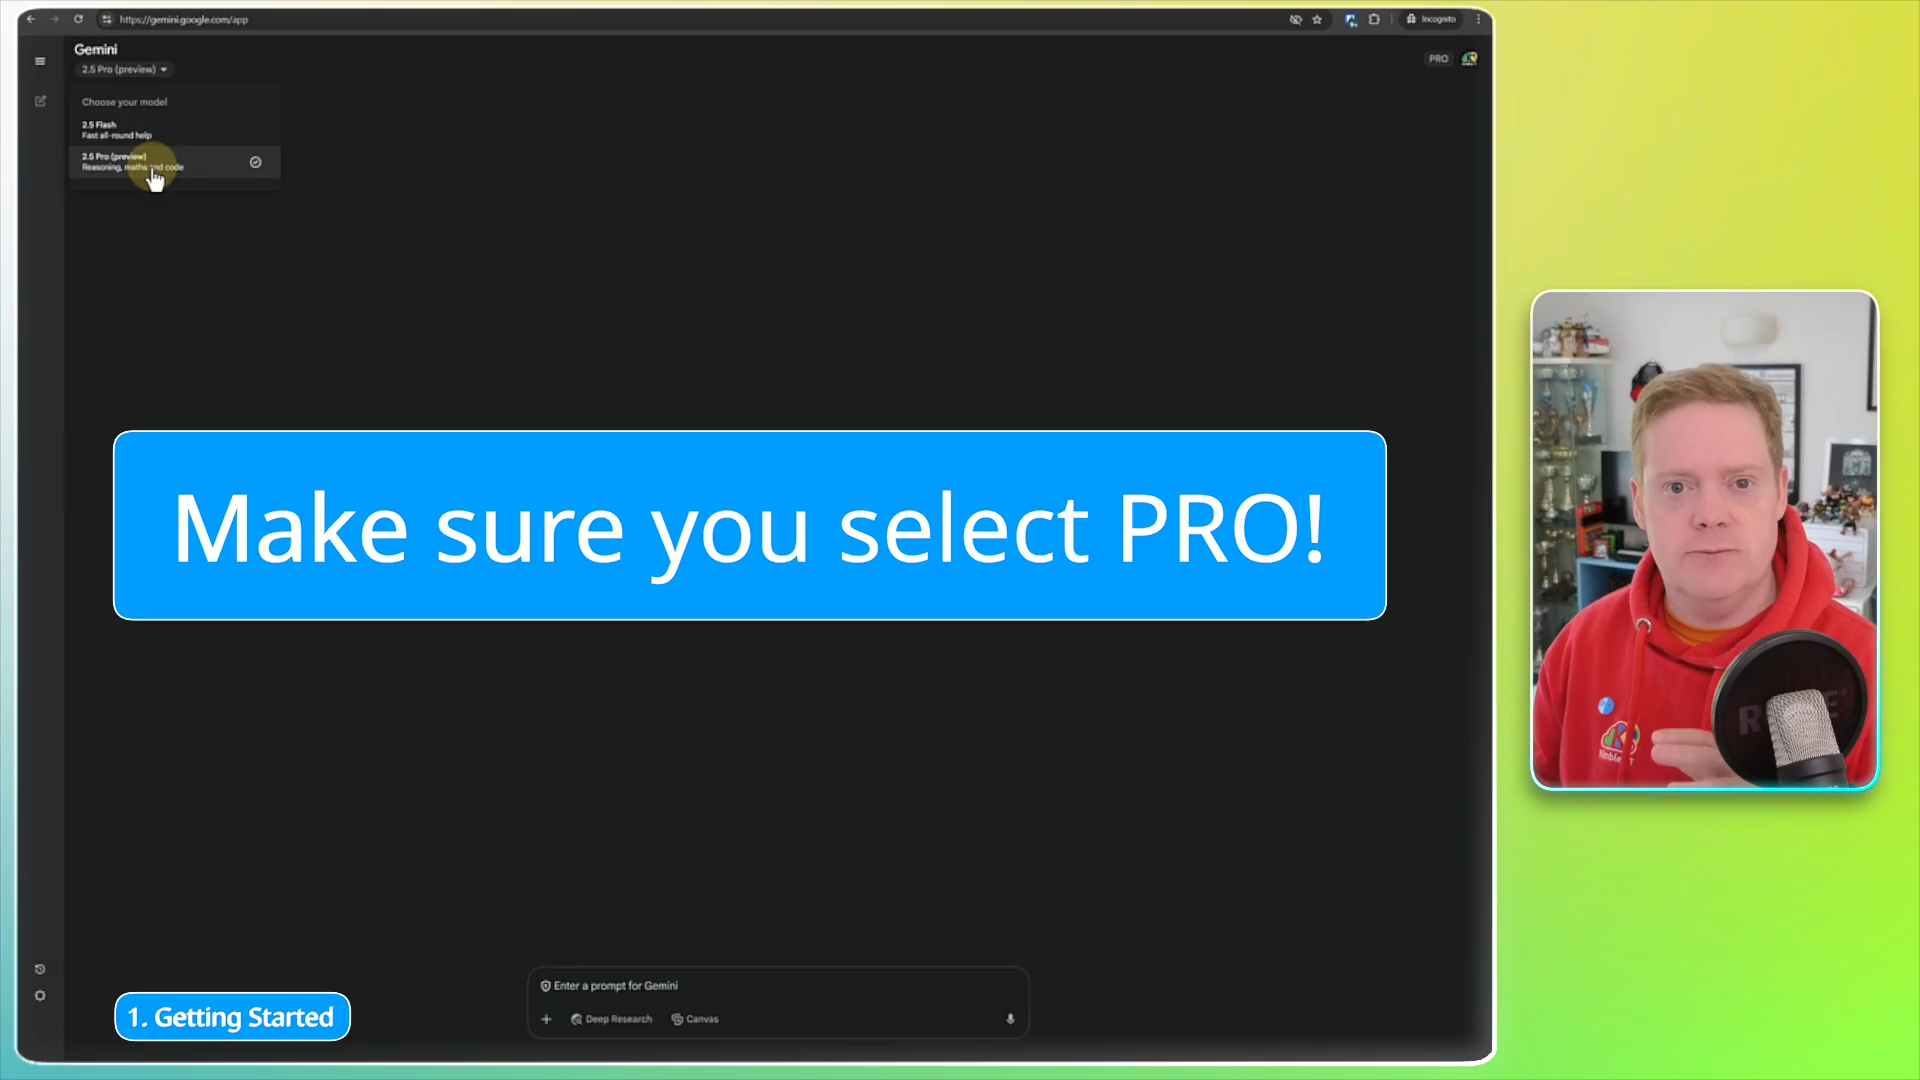 https://gemini.google.com/app
Incognito
Gemini
2.5 Pro (preview)
PRO
Choose your model
2.5 Flash
Fast all-round help
2.5 Pro (preview)
Reasoning, maths and code
Make sure you select PRO!
Enter a prompt for Gemini
Deep Research
Canvas
1. Getting Started